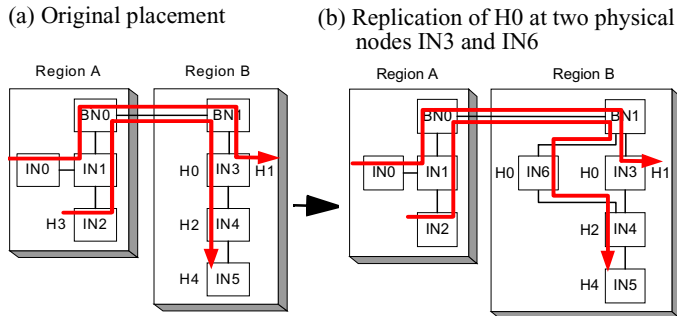 (a) Original placement
(b) Replication of H0 at two physical
nodes IN3 and IN6
Region A
Region B
BN0
BN1
IN0
IN1
H0
IN3
H1
H3
IN2
H2
IN4
H4
IN5
Region A
Region B
BN0
BN1
IN0
IN1
H0
IN6
H0
IN3
H1
IN2
H2
IN4
H4
IN5